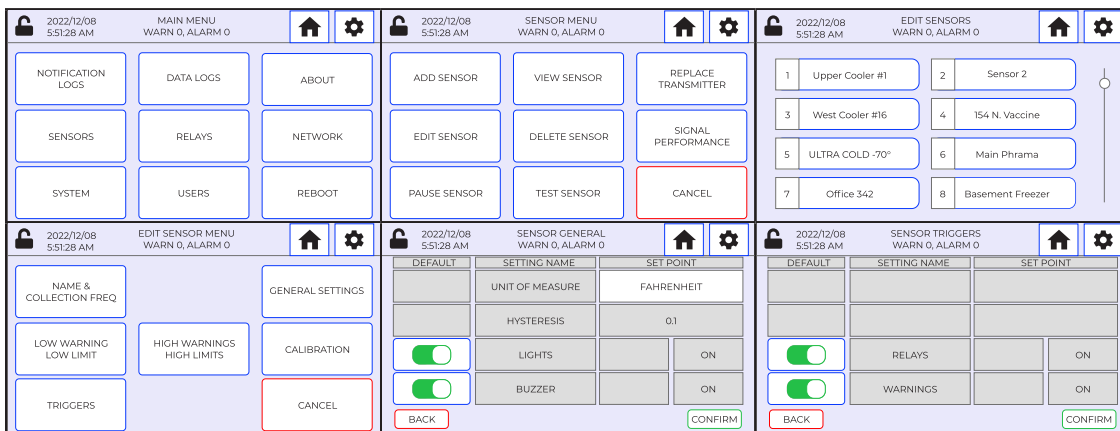 2022/12/08
5:51:28 AM
MAIN MENU
WARN 0, ALARM 0
NOTIFICATION
LOGS
DATA LOGS
ABOUT
SENSORS
RELAYS
NETWORK
SYSTEM
USERS
REBOOT
2022/12/08
5:51:28 AM
SENSOR MENU
WARN 0, ALARM 0
ADD SENSOR
VIEW SENSOR
REPLACE
TRANSMITTER
EDIT SENSOR
DELETE SENSOR
SIGNAL
PERFORMANCE
PAUSE SENSOR
TEST SENSOR
CANCEL
2022/12/08
5:51:28 AM
EDIT SENSORS
WARN 0, ALARM 0
1 Upper Cooler #1
2 Sensor 2
3 West Cooler #16
4 154 N. Vaccine
5 ULTRA COLD -70°
6 Main Phrama
7 Office 342
8 Basement Freezer
2022/12/08
5:51:28 AM
EDIT SENSOR MENU
WARN 0, ALARM 0
NAME &
COLLECTION FREQ
GENERAL SETTINGS
LOW WARNING
LOW LIMIT
HIGH WARNINGS
HIGH LIMITS
CALIBRATION
TRIGGERS
CANCEL
2022/12/08
5:51:28 AM
SENSOR GENERAL
WARN 0, ALARM 0
DEFAULT SETTING NAME SET POINT
UNIT OF MEASURE FAHRENHEIT
HYSTERESIS 0.1
LIGHTS ON
BUZZER ON
BACK CONFIRM
2022/12/08
5:51:28 AM
SENSOR TRIGGERS
WARN 0, ALARM 0
DEFAULT SETTING NAME SET POINT
RELAYS ON
WARNINGS ON
BACK CONFIRM